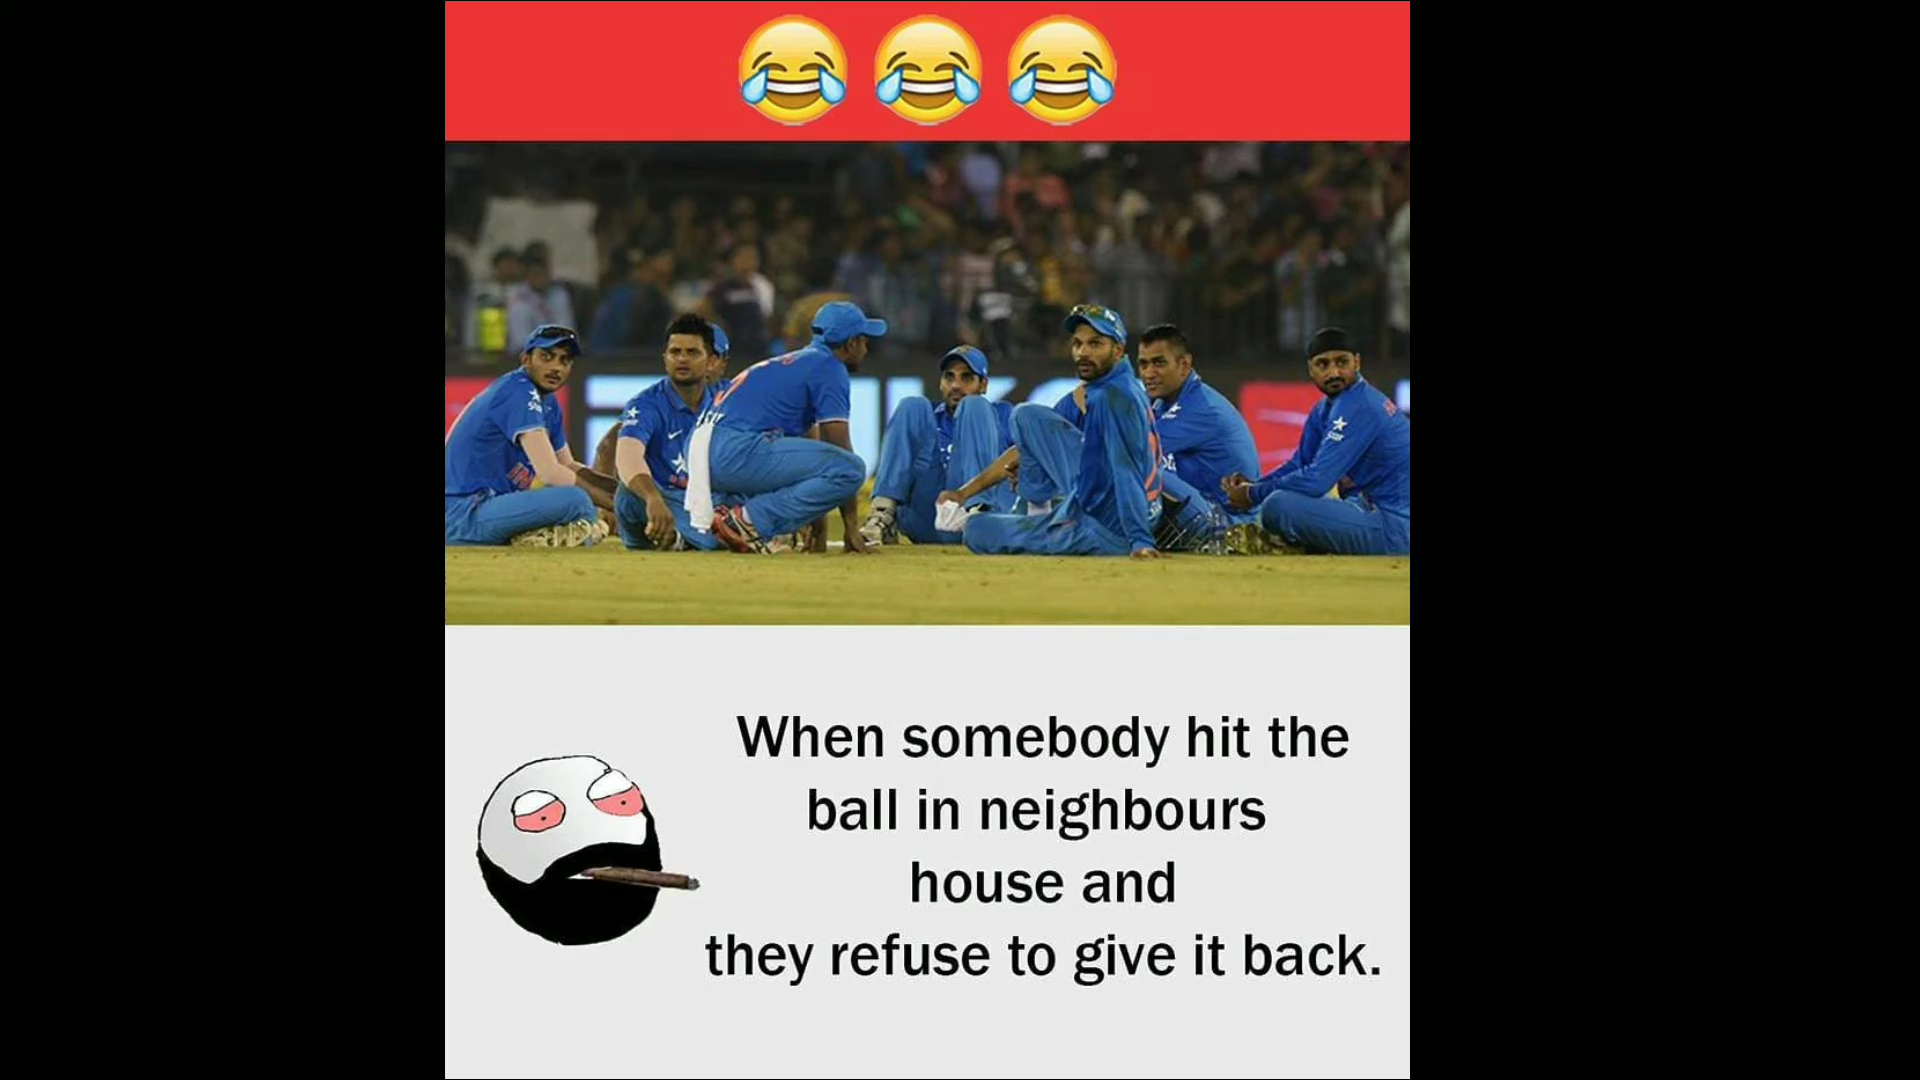 When somebody hit the
ball in neighbours
house and
they refuse to give it back.